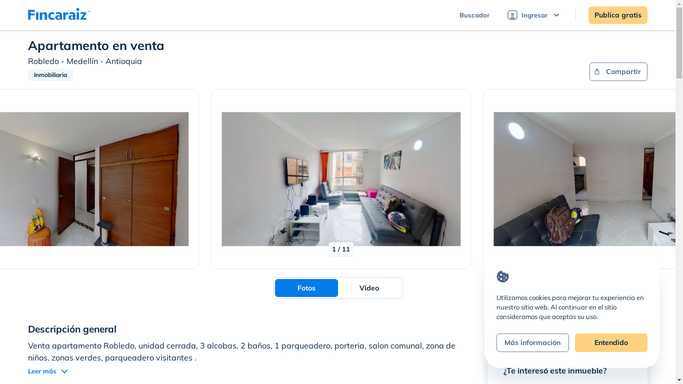 Fincaraiz
Buscador
Ingresar
Publica gratis
Apartamento en venta
Robledo - Medellín - Antioquia
Inmobiliaria
Compartir
1 / 11
Fotos
Video
Descripción general
Venta apartamento Robledo, unidad cerrada, 3 alcobas, 2 baños, 1 parqueadero, porteria, salon comunal, zona de
niños, zonas verdes, parqueadero visitantes .
Leer más
Utilizamos cookies para mejorar tu experiencia en
nuestro sitio web. Al continuar en el sitio
consideramos que aceptas su uso.
Más información
Entendido
¿Te interesó este inmueble?